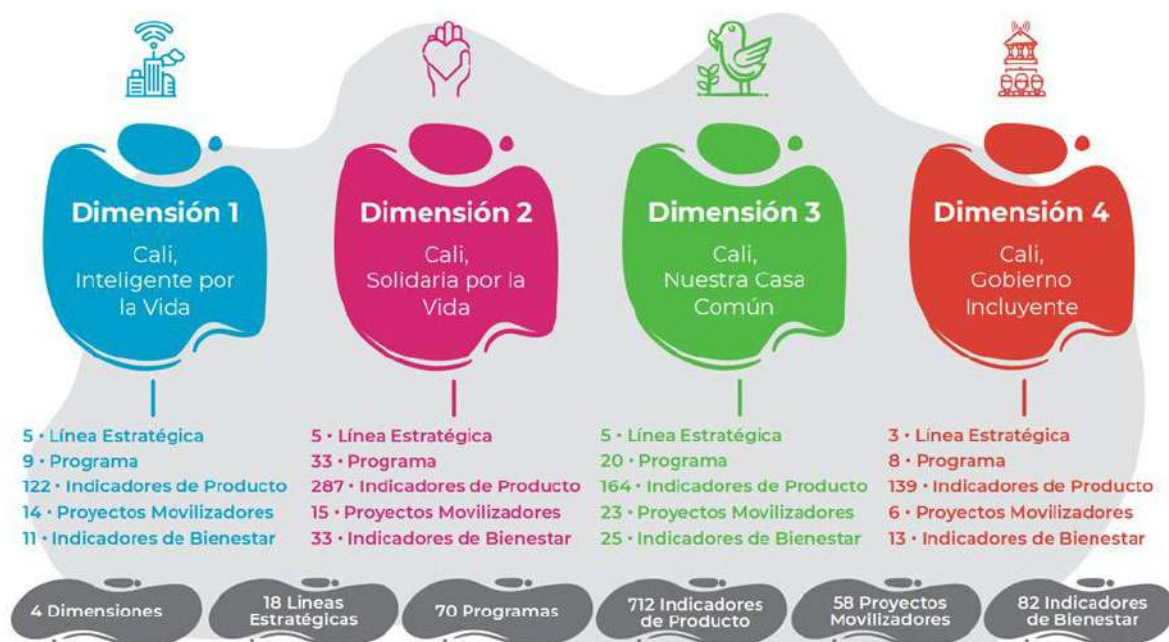 Dimensión 1
Cali,
Inteligente por
la Vida
5 • Línea Estratégica
9 • Programa
122 • Indicadores de Producto
14 • Proyectos Movilizadores
11 • Indicadores de Bienestar
Dimensión 2
Cali,
Solidaria por la
Vida
5 • Línea Estratégica
33 • Programa
287 • Indicadores de Producto
15 • Proyectos Movilizadores
33 • Indicadores de Bienestar
Dimensión 3
Cali,
Nuestra Casa
Común
5 • Línea Estratégica
20 • Programa
164 • Indicadores de Producto
23 • Proyectos Movilizadores
25 • Indicadores de Bienestar
Dimensión 4
Cali,
Gobierno
Incluyente
3 • Línea Estratégica
8 • Programa
139 • Indicadores de Producto
6 • Proyectos Movilizadores
13 • Indicadores de Bienestar
4 Dimensiones
18 Lineas
Estratégicas
70 Programas
712 Indicadores
de Producto
58 Proyectos
Movilizadores
82 Indicadores
de Bienestar